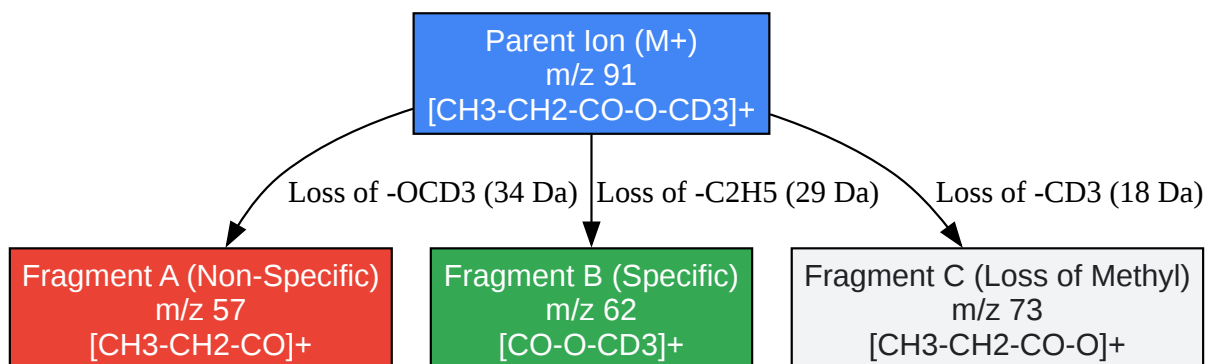 Parent Ion (M+)
m/z 91
[CH3-CH2-CO-O-CD3]+
Loss of -OCD3 (34 Da)
Loss of -C2H5 (29 Da)
Loss of -CD3 (18 Da)
Fragment A (Non-Specific)
m/z 57
[CH3-CH2-CO]+
Fragment B (Specific)
m/z 62
[CO-O-CD3]+
Fragment C (Loss of Methyl)
m/z 73
[CH3-CH2-CO-O]+